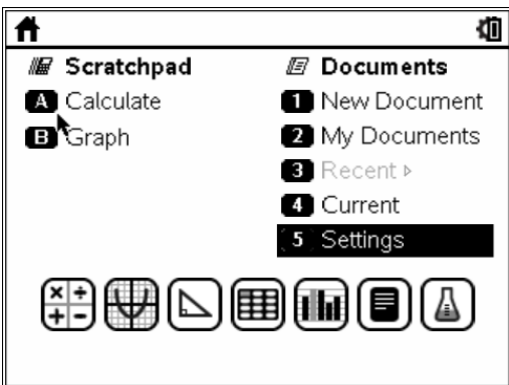 Scratchpad
A Calculate
B Graph
Documents
1 New Document
2 My Documents
3 Recent ▹
4 Current
5 Settings